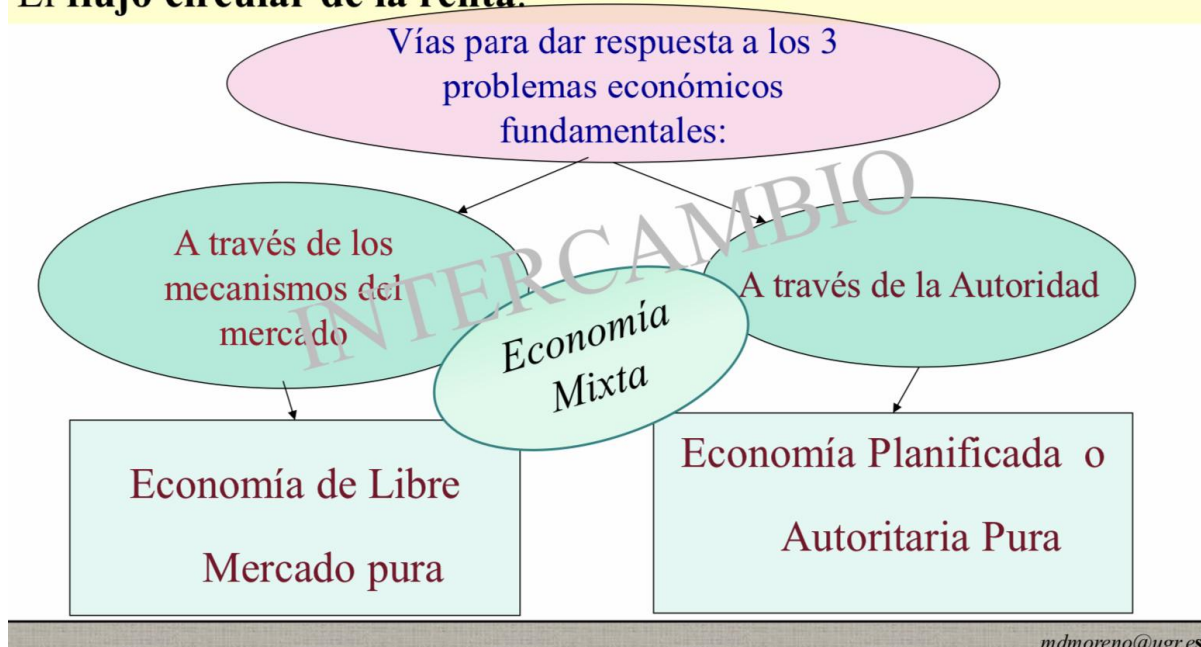 El flujo circular de la renta:
Vías para dar respuesta a los 3
problemas económicos
fundamentales:
INTERCAMBIO
A través de los
mecanismos del
mercado
A través de la Autoridad
Economía
Mixta
Economía de Libre
Mercado pura
Economía Planificada o
Autoritaria Pura
mdmoreno@ugr.es